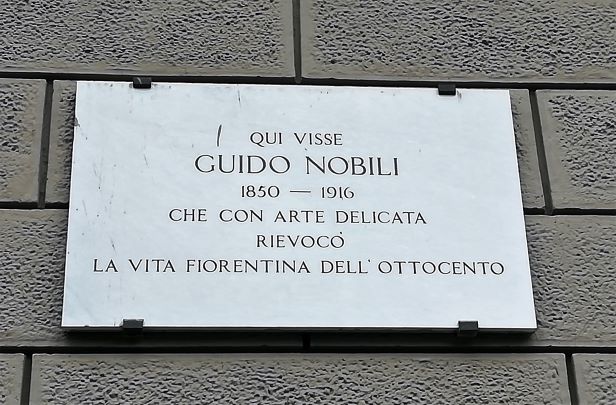 QUI VISSE
GUIDO NOBILI
1850 — 1916
CHE CON ARTE DELICATA
RIEVOCÒ
LA VITA FIORENTINA DELL' OTTOCENTO